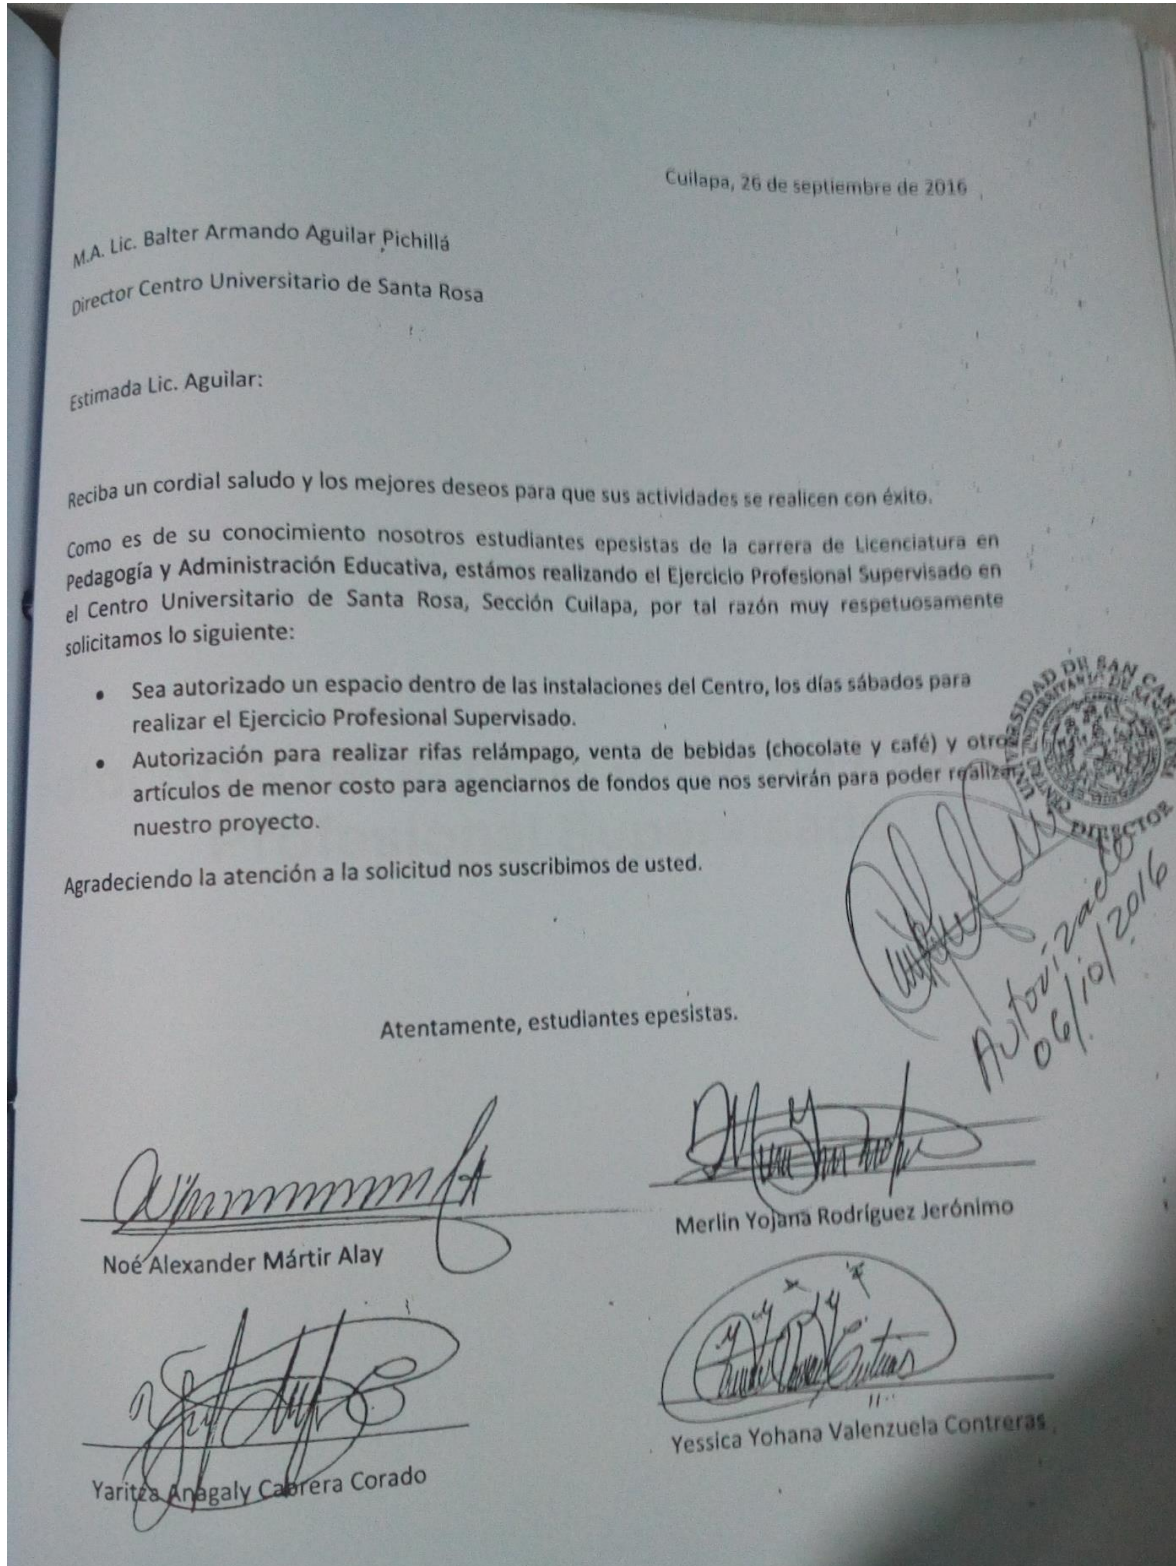 Cuilapa, 26 de septiembre de 2016
M.A. Lic. Balter Armando Aguilar Pichillá
Director Centro Universitario de Santa Rosa
Estimada Lic. Aguilar:
Reciba un cordial saludo y los mejores deseos para que sus actividades se realicen con éxito.
Como es de su conocimiento nosotros estudiantes epesistas de la carrera de Licenciatura en
Pedagogía y Administración Educativa, estámos realizando el Ejercicio Profesional Supervisado en
el Centro Universitario de Santa Rosa, Sección Cuilapa, por tal razón muy respetuosamente
solicitamos lo siguiente:
• Sea autorizado un espacio dentro de las instalaciones del Centro, los días sábados para
realizar el Ejercicio Profesional Supervisado.
• Autorización para realizar rifas relámpago, venta de bebidas (chocolate y café) y otros
artículos de menor costo para agenciarnos de fondos que nos servirán para poder realizar
nuestro proyecto.
DIRECTOR
Agradeciendo la atención a la solicitud nos suscribimos de usted.
Autorizado
06/10/2016
Atentamente, estudiantes epesistas.
Noé Alexander Mártir Alay
Merlin Yojana Rodríguez Jerónimo
Yaritza Anagaly Cabrera Corado
Yessica Yohana Valenzuela Contreras